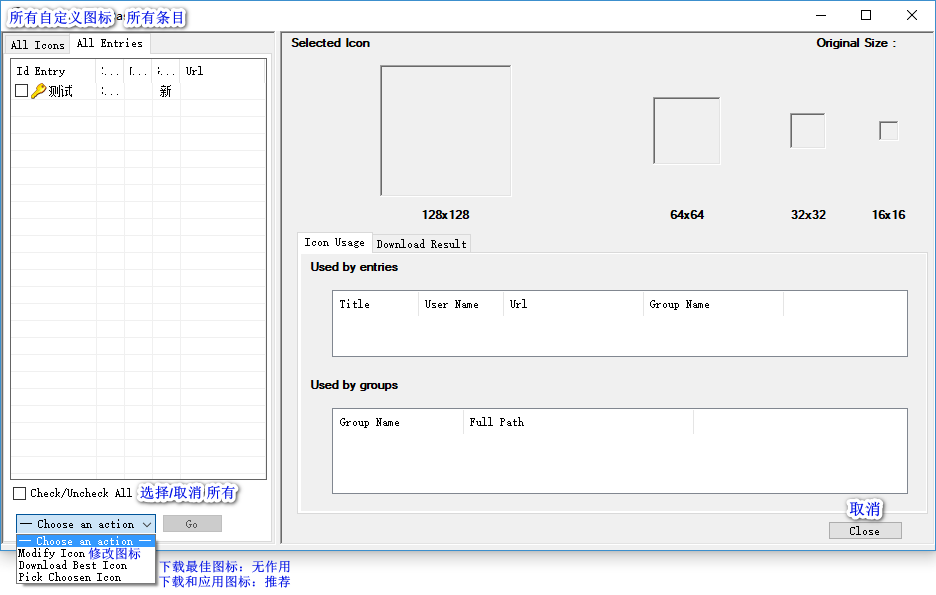 所有自定义图标 所有条目
All Icons All Entries
Id Entry Url
测试 新
Check/Uncheck All 选择/取消 所有
— Choose an action Go
— Choose an action —
Modify Icon 修改图标
Download Best Icon 下载最佳图标：无作用
Pick Choosen Icon 下载和应用图标：推荐
Selected Icon Original Size :
128x128 64x64 32x32 16x16
Icon Usage Download Result
Used by entries
Title User Name Url Group Name
Used by groups
Group Name Full Path
取消
Close